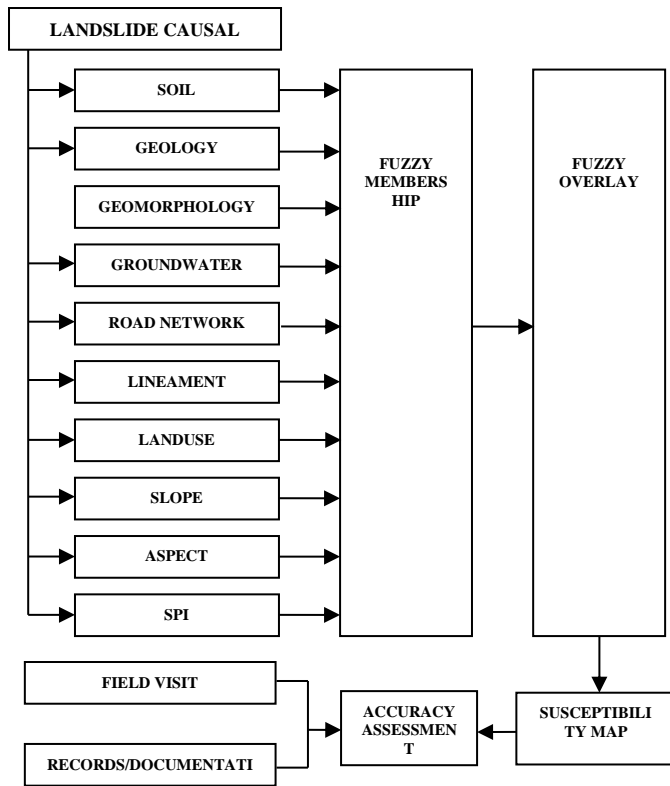 LANDSLIDE CAUSAL
SOIL
GEOLOGY
GEOMORPHOLOGY
GROUNDWATER
ROAD NETWORK
LINEAMENT
LANDUSE
SLOPE
ASPECT
SPI
FUZZY
MEMBERS
HIP
FUZZY
OVERLAY
FIELD VISIT
RECORDS/DOCUMENTATI
ACCURACY
ASSESSMEN
T
SUSCEPTIBILI
TY MAP